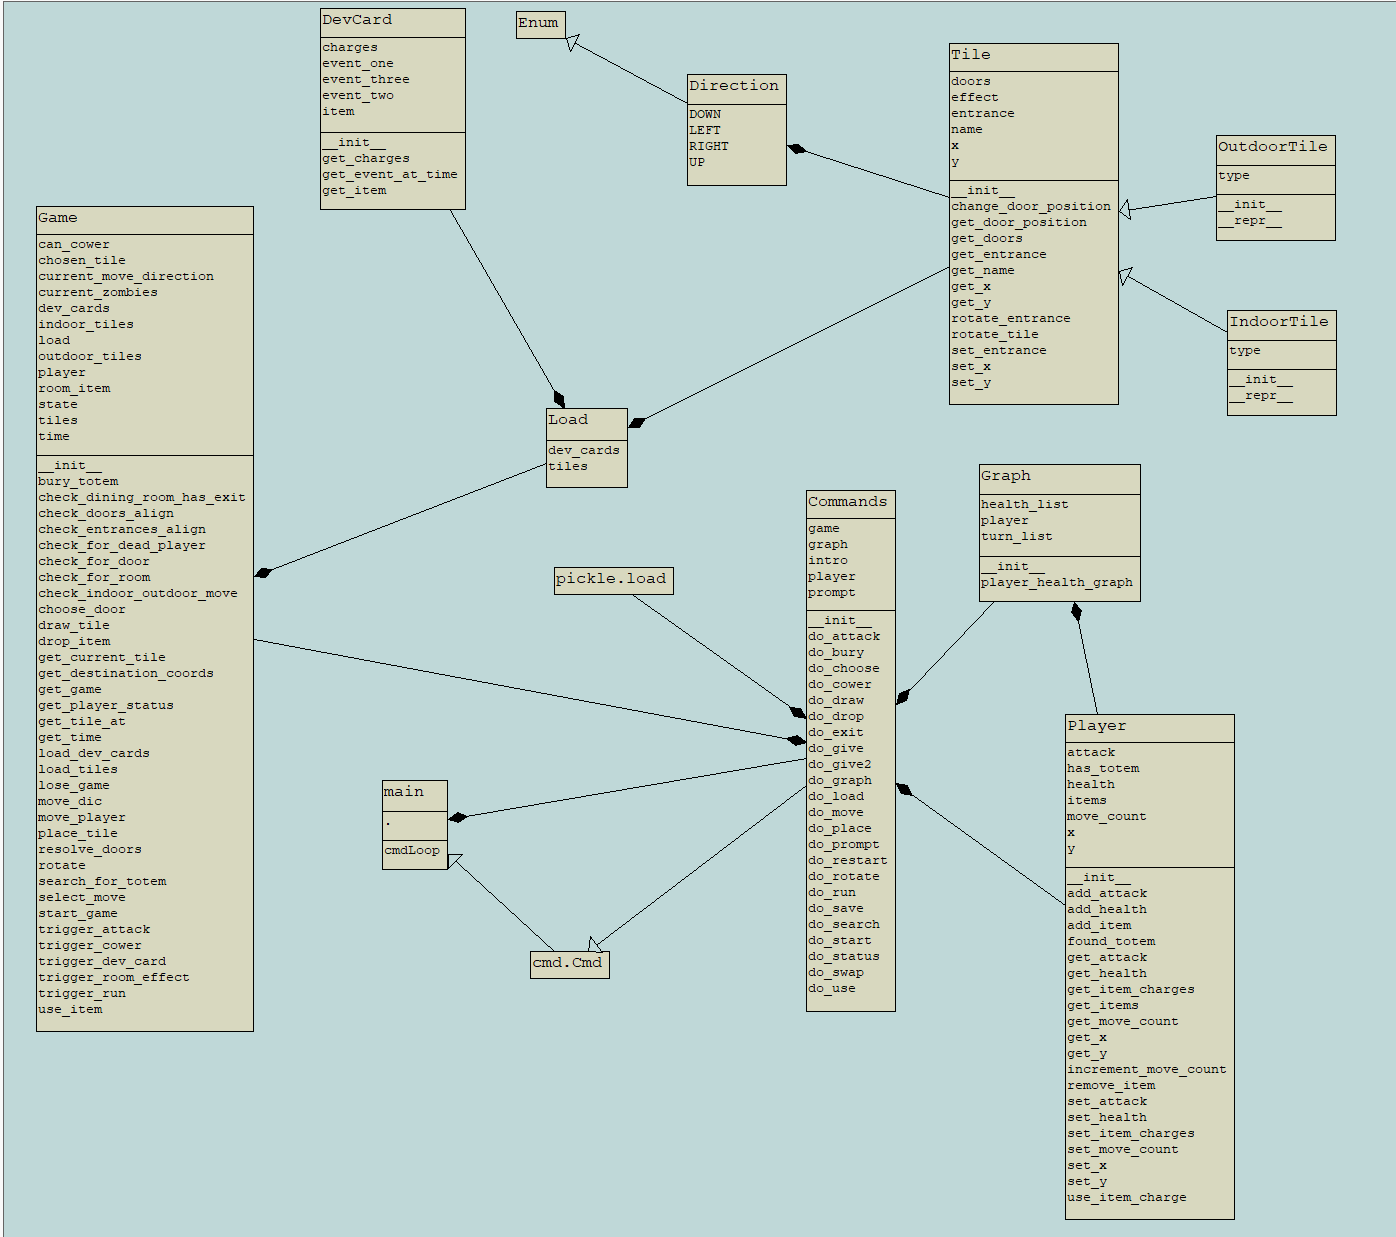 DevCard
charges
event_one
event_three
event_two
item
__init__
get_charges
get_event_at_time
get_item
Enum
Direction
DOWN
LEFT
RIGHT
UP
Tile
doors
effect
entrance
name
x
y
__init__
change_door_position
get_door_position
get_doors
get_entrance
get_name
get_x
get_y
rotate_entrance
rotate_tile
set_entrance
set_x
set_y
OutdoorTile
type
__init__
__repr__
IndoorTile
type
__init__
__repr__
Game
can_cower
chosen_tile
current_move_direction
current_zombies
dev_cards
indoor_tiles
load
outdoor_tiles
player
room_item
state
tiles
time
__init__
bury_totem
check_dining_room_has_exit
check_doors_align
check_entrances_align
check_for_dead_player
check_for_door
check_for_room
check_indoor_outdoor_move
choose_door
draw_tile
drop_item
get_current_tile
get_destination_coords
get_game
get_player_status
get_tile_at
get_time
load_dev_cards
load_tiles
lose_game
move_dic
move_player
place_tile
resolve_doors
rotate
search_for_totem
select_move
start_game
trigger_attack
trigger_cower
trigger_dev_card
trigger_room_effect
trigger_run
use_item
Load
dev_cards
tiles
pickle.load
main
.
cmdLoop
cmd.Cmd
Commands
game
graph
intro
player
prompt
__init__
do_attack
do_bury
do_choose
do_cower
do_draw
do_drop
do_exit
do_give
do_give2
do_graph
do_load
do_move
do_place
do_prompt
do_restart
do_rotate
do_run
do_save
do_search
do_start
do_status
do_swap
do_use
Graph
health_list
player
turn_list
__init__
player_health_graph
Player
attack
has_totem
health
items
move_count
x
y
__init__
add_attack
add_health
add_item
found_totem
get_attack
get_health
get_item_charges
get_items
get_move_count
get_x
get_y
increment_move_count
remove_item
set_attack
set_health
set_item_charges
set_move_count
set_x
set_y
use_item_charge